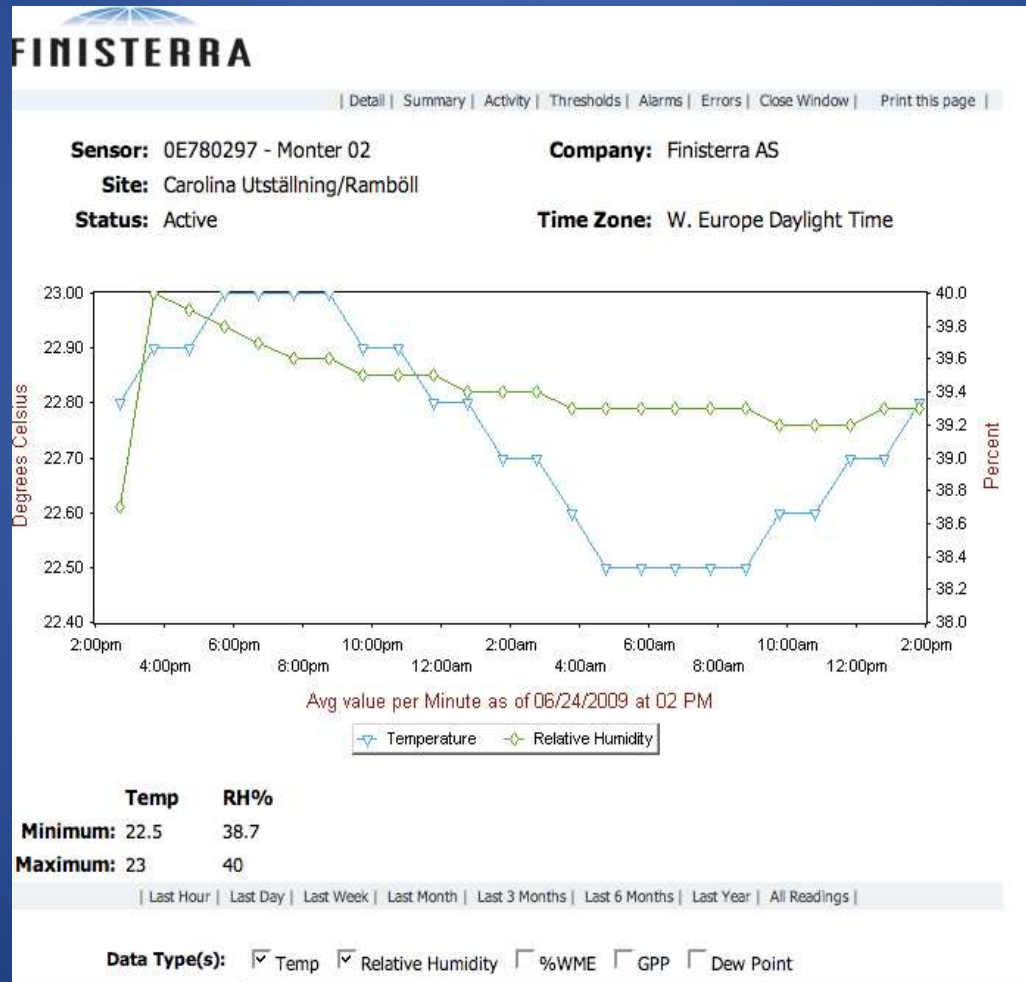 FINISTERRA
| Detail | Summary | Activity | Thresholds | Alarms | Errors | Close Window | Print this page |
Sensor: 0E780297 - Monter 02 Company: Finisterra AS
Site: Carolina Utställning/Ramböll
Status: Active Time Zone: W. Europe Daylight Time
23.00 40.0
39.8
22.90
39.6
22.80 39.4
39.2
22.70 39.0
38.8
22.60
38.6
22.50 38.4
38.2
22.40 38.0
Degrees Celsius
Percent
2:00pm 6:00pm 10:00pm 2:00am 6:00am 10:00am 2:00pm
4:00pm 8:00pm 12:00am 4:00am 8:00am 12:00pm
Avg value per Minute as of 06/24/2009 at 02 PM
Temperature Relative Humidity
Temp RH%
Minimum: 22.5 38.7
Maximum: 23 40
| Last Hour | Last Day | Last Week | Last Month | Last 3 Months | Last 6 Months | Last Year | All Readings |
Data Type(s): Temp Relative Humidity %WME GPP Dew Point